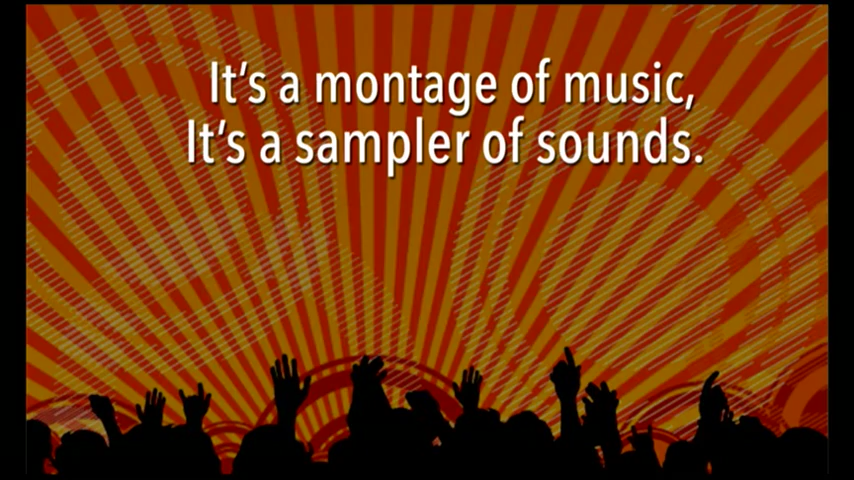 It’s a montage of music,
It’s a sampler of sounds.